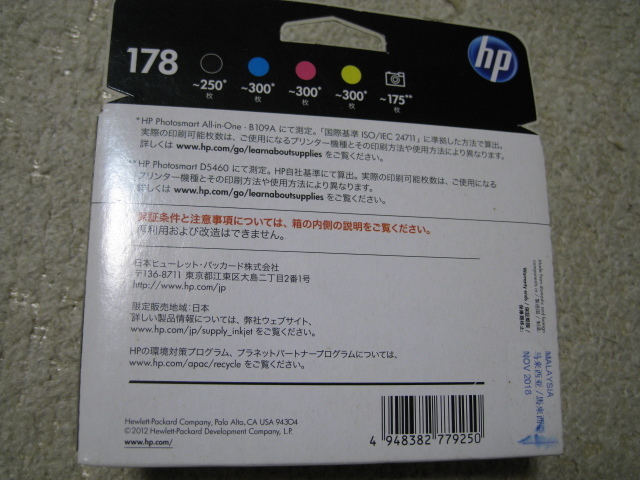 178
hp
~250*
枚
~300*
枚
~300*
枚
~300*
枚
~175**
枚
*HP Photosmart All-in-One - B109A にて測定。「国際基準 ISO/IEC 24711」に準拠した方法で算出。
実際の印刷可能枚数は、ご使用になるプリンター機種とその印刷方法や使用方法により異なります。
詳しくは www.hp.com/go/learnaboutsupplies をご覧ください。
**HP Photosmart D5460 にて測定。HP自社基準にて算出。実際の印刷可能枚数は、ご使用になる
プリンター機種とその印刷方法や使用方法により異なります。
詳しくは www.hp.com/go/learnaboutsupplies をご覧ください。
保証条件と注意事項については、箱の内側の説明をご覧ください。
再利用および改造はできません。
日本ヒューレット・パッカード株式会社
〒136-8711 東京都江東区大島二丁目2番1号
http://www.hp.com/jp
限定販売地域:日本
詳しい製品情報については、弊社ウェブサイト、
www.hp.com/jp/supply_inkjet をご覧ください。
HPの環境対策プログラム、プラネットパートナープログラムについては、
www.hp.com/apac/recycle をご覧ください。
Hewlett-Packard Company, Palo Alto, CA USA 94304
©2012 Hewlett-Packard Development Company, L.P.
www.hp.com/
4 948382 779250
MALAYSIA
马来西亚 / 馬來西
NOV 2018